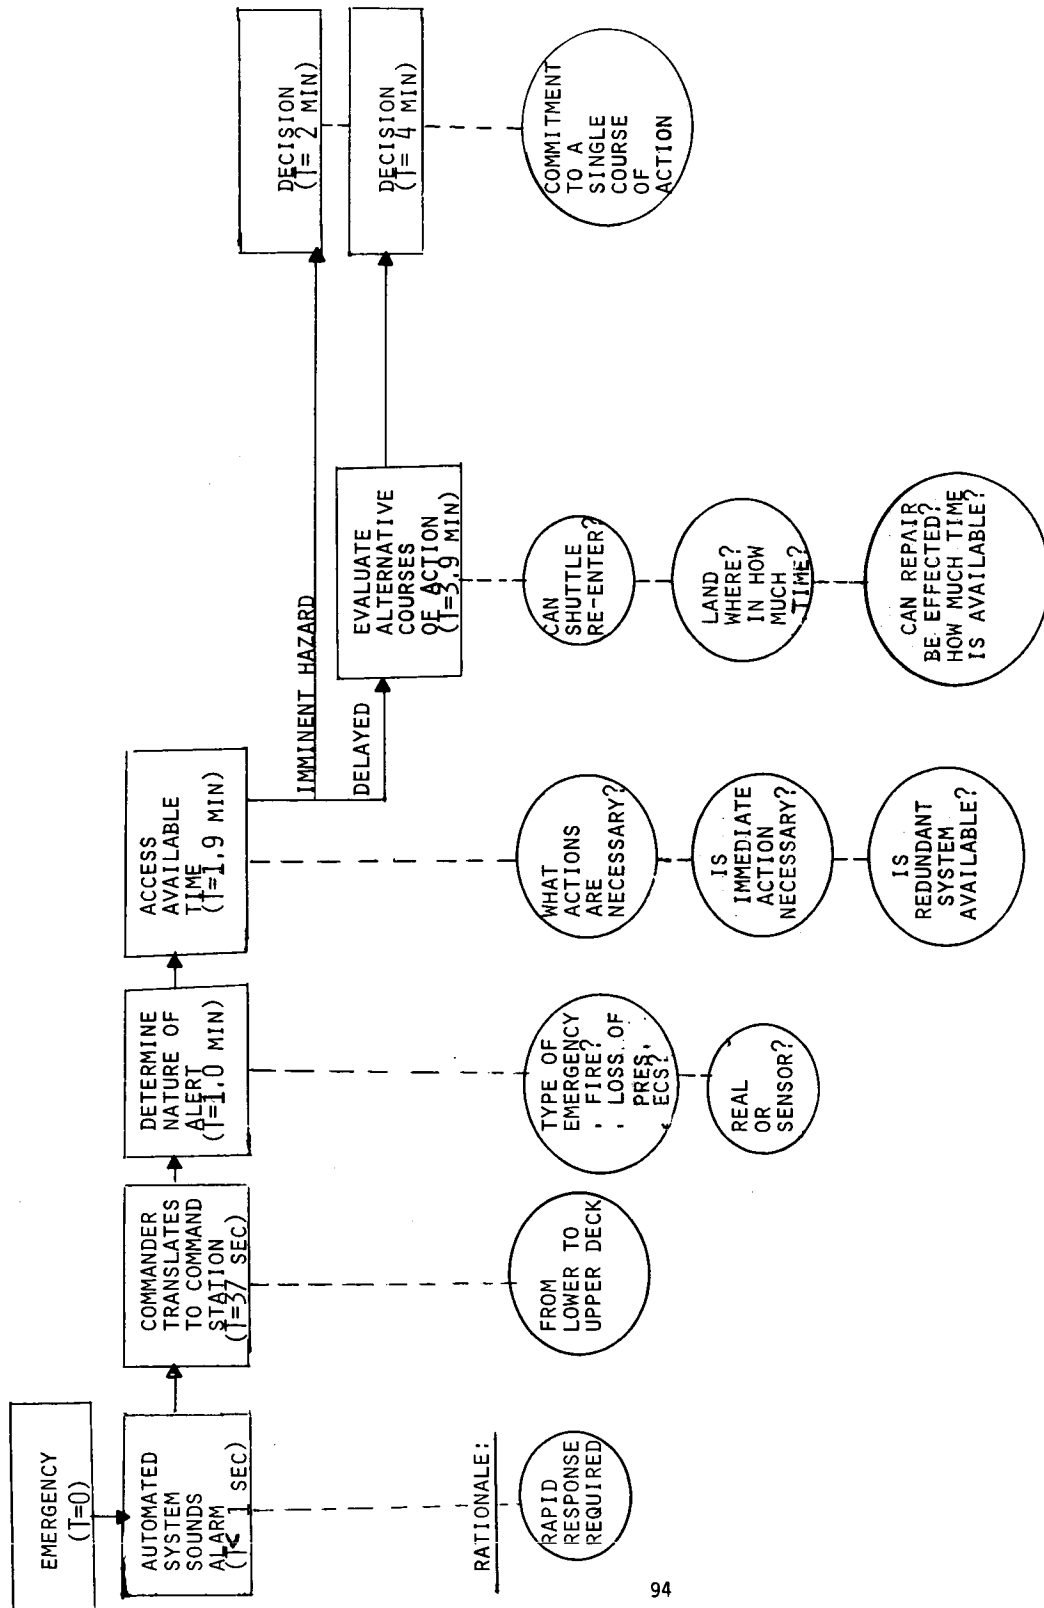 EMERGENCY
(T=0)
AUTOMATED
SYSTEM
SOUNDS
ALARM
(T< 1 SEC)
COMMANDER
TRANSLATES
TO COMMAND
STATION
(T=37 SEC)
DETERMINE
NATURE OF
ALERT
(T=1.0 MIN)
ACCESS
AVAILABLE
TIME
(T=1.9 MIN)
IMMINENT HAZARD
DELAYED
EVALUATE
ALTERNATIVE
COURSES
OF ACTION
(T=3.9 MIN)
DECISION
(T= 2 MIN)
DECISION
(T= 4 MIN)
RATIONALE:
RAPID
RESPONSE
REQUIRED
FROM
LOWER TO
UPPER DECK
TYPE OF
EMERGENCY
. FIRE?
. LOSS OF
PRES.
ECS?
REAL
OR
SENSOR?
WHAT
ACTIONS
ARE
NECESSARY?
IS
IMMEDIATE
ACTION
NECESSARY?
IS
REDUNDANT
SYSTEM
AVAILABLE?
CAN
SHUTTLE
RE-ENTER?
LAND
WHERE?
IN HOW
MUCH
TIME?
CAN REPAIR
BE EFFECTED?
HOW MUCH TIME
IS AVAILABLE?
COMMITMENT
TO A
SINGLE
COURSE
OF
ACTION
94